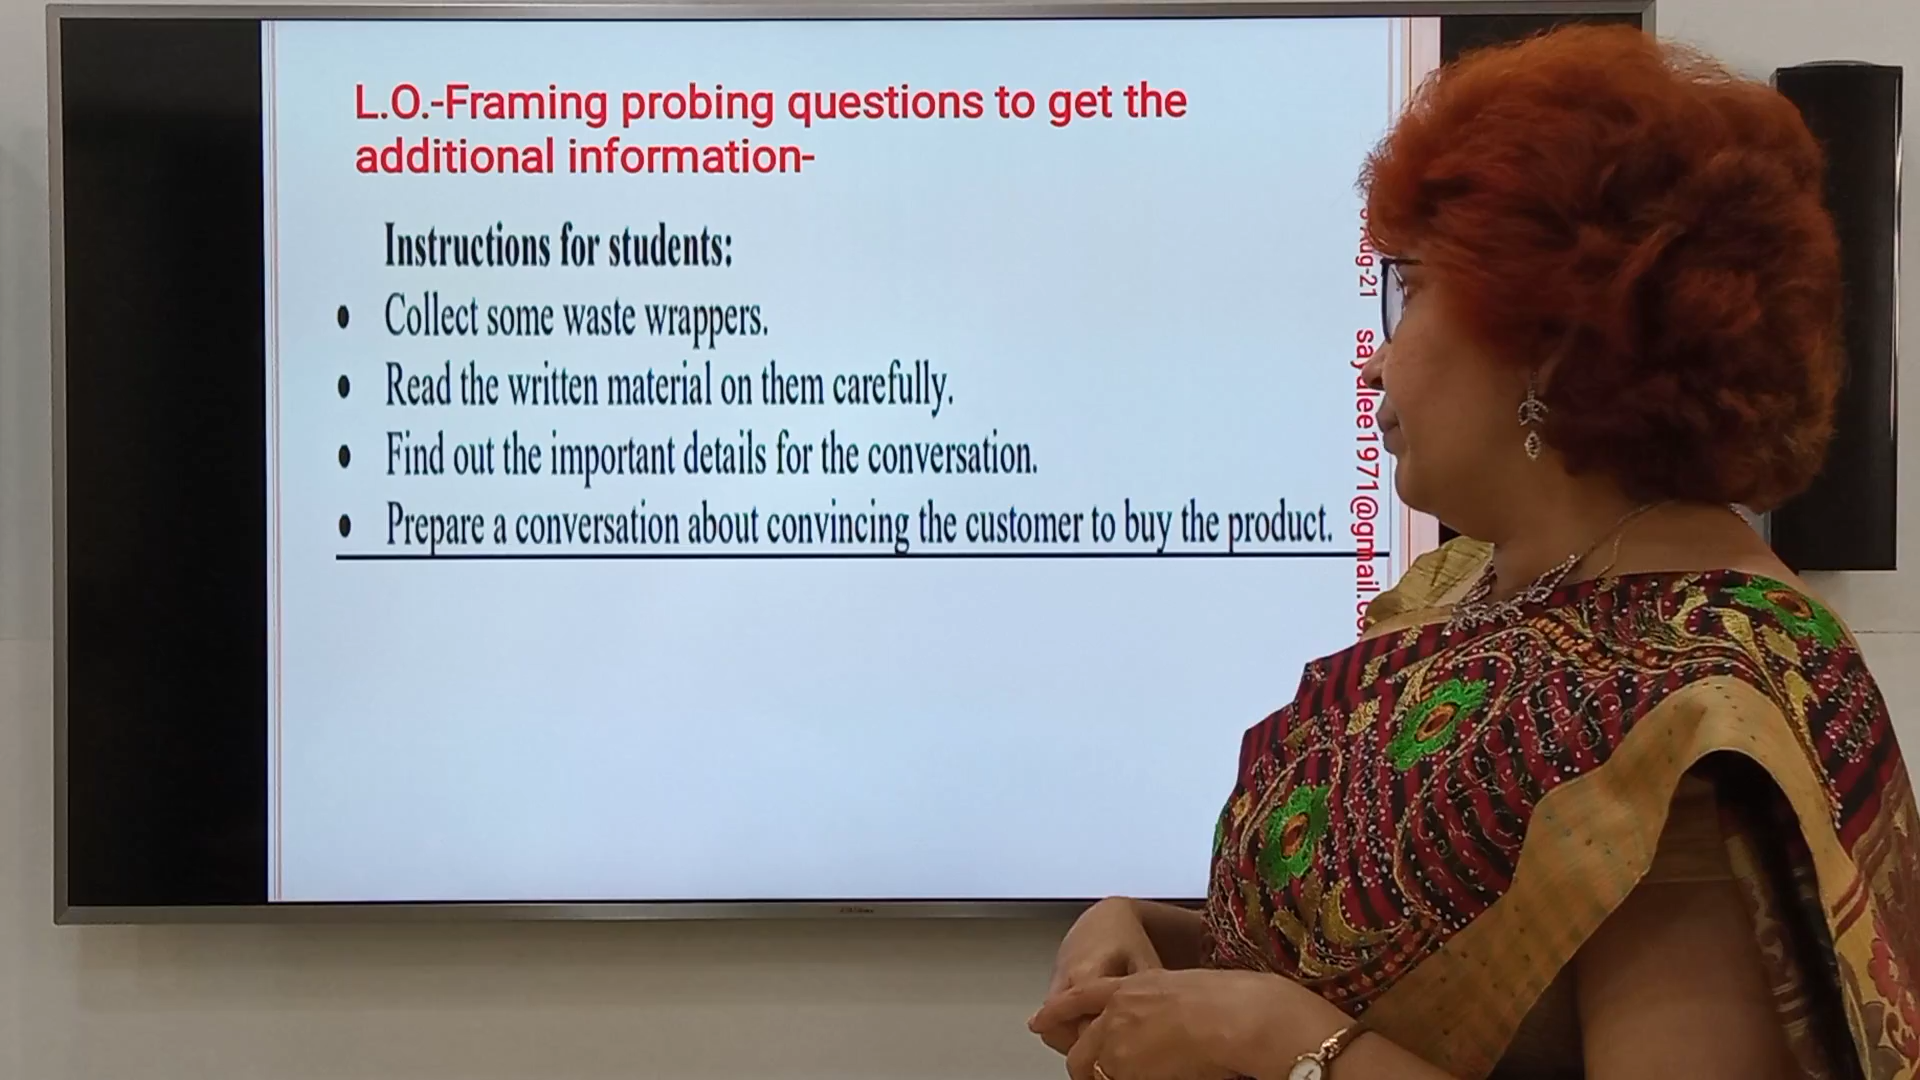 L.O.-Framing probing questions to get the
additional information-
Instructions for students:
• Collect some waste wrappers.
• Read the written material on them carefully.
• Find out the important details for the conversation.
• Prepare a conversation about convincing the customer to buy the product.
Aug-21 sayalee1971@gmail.co